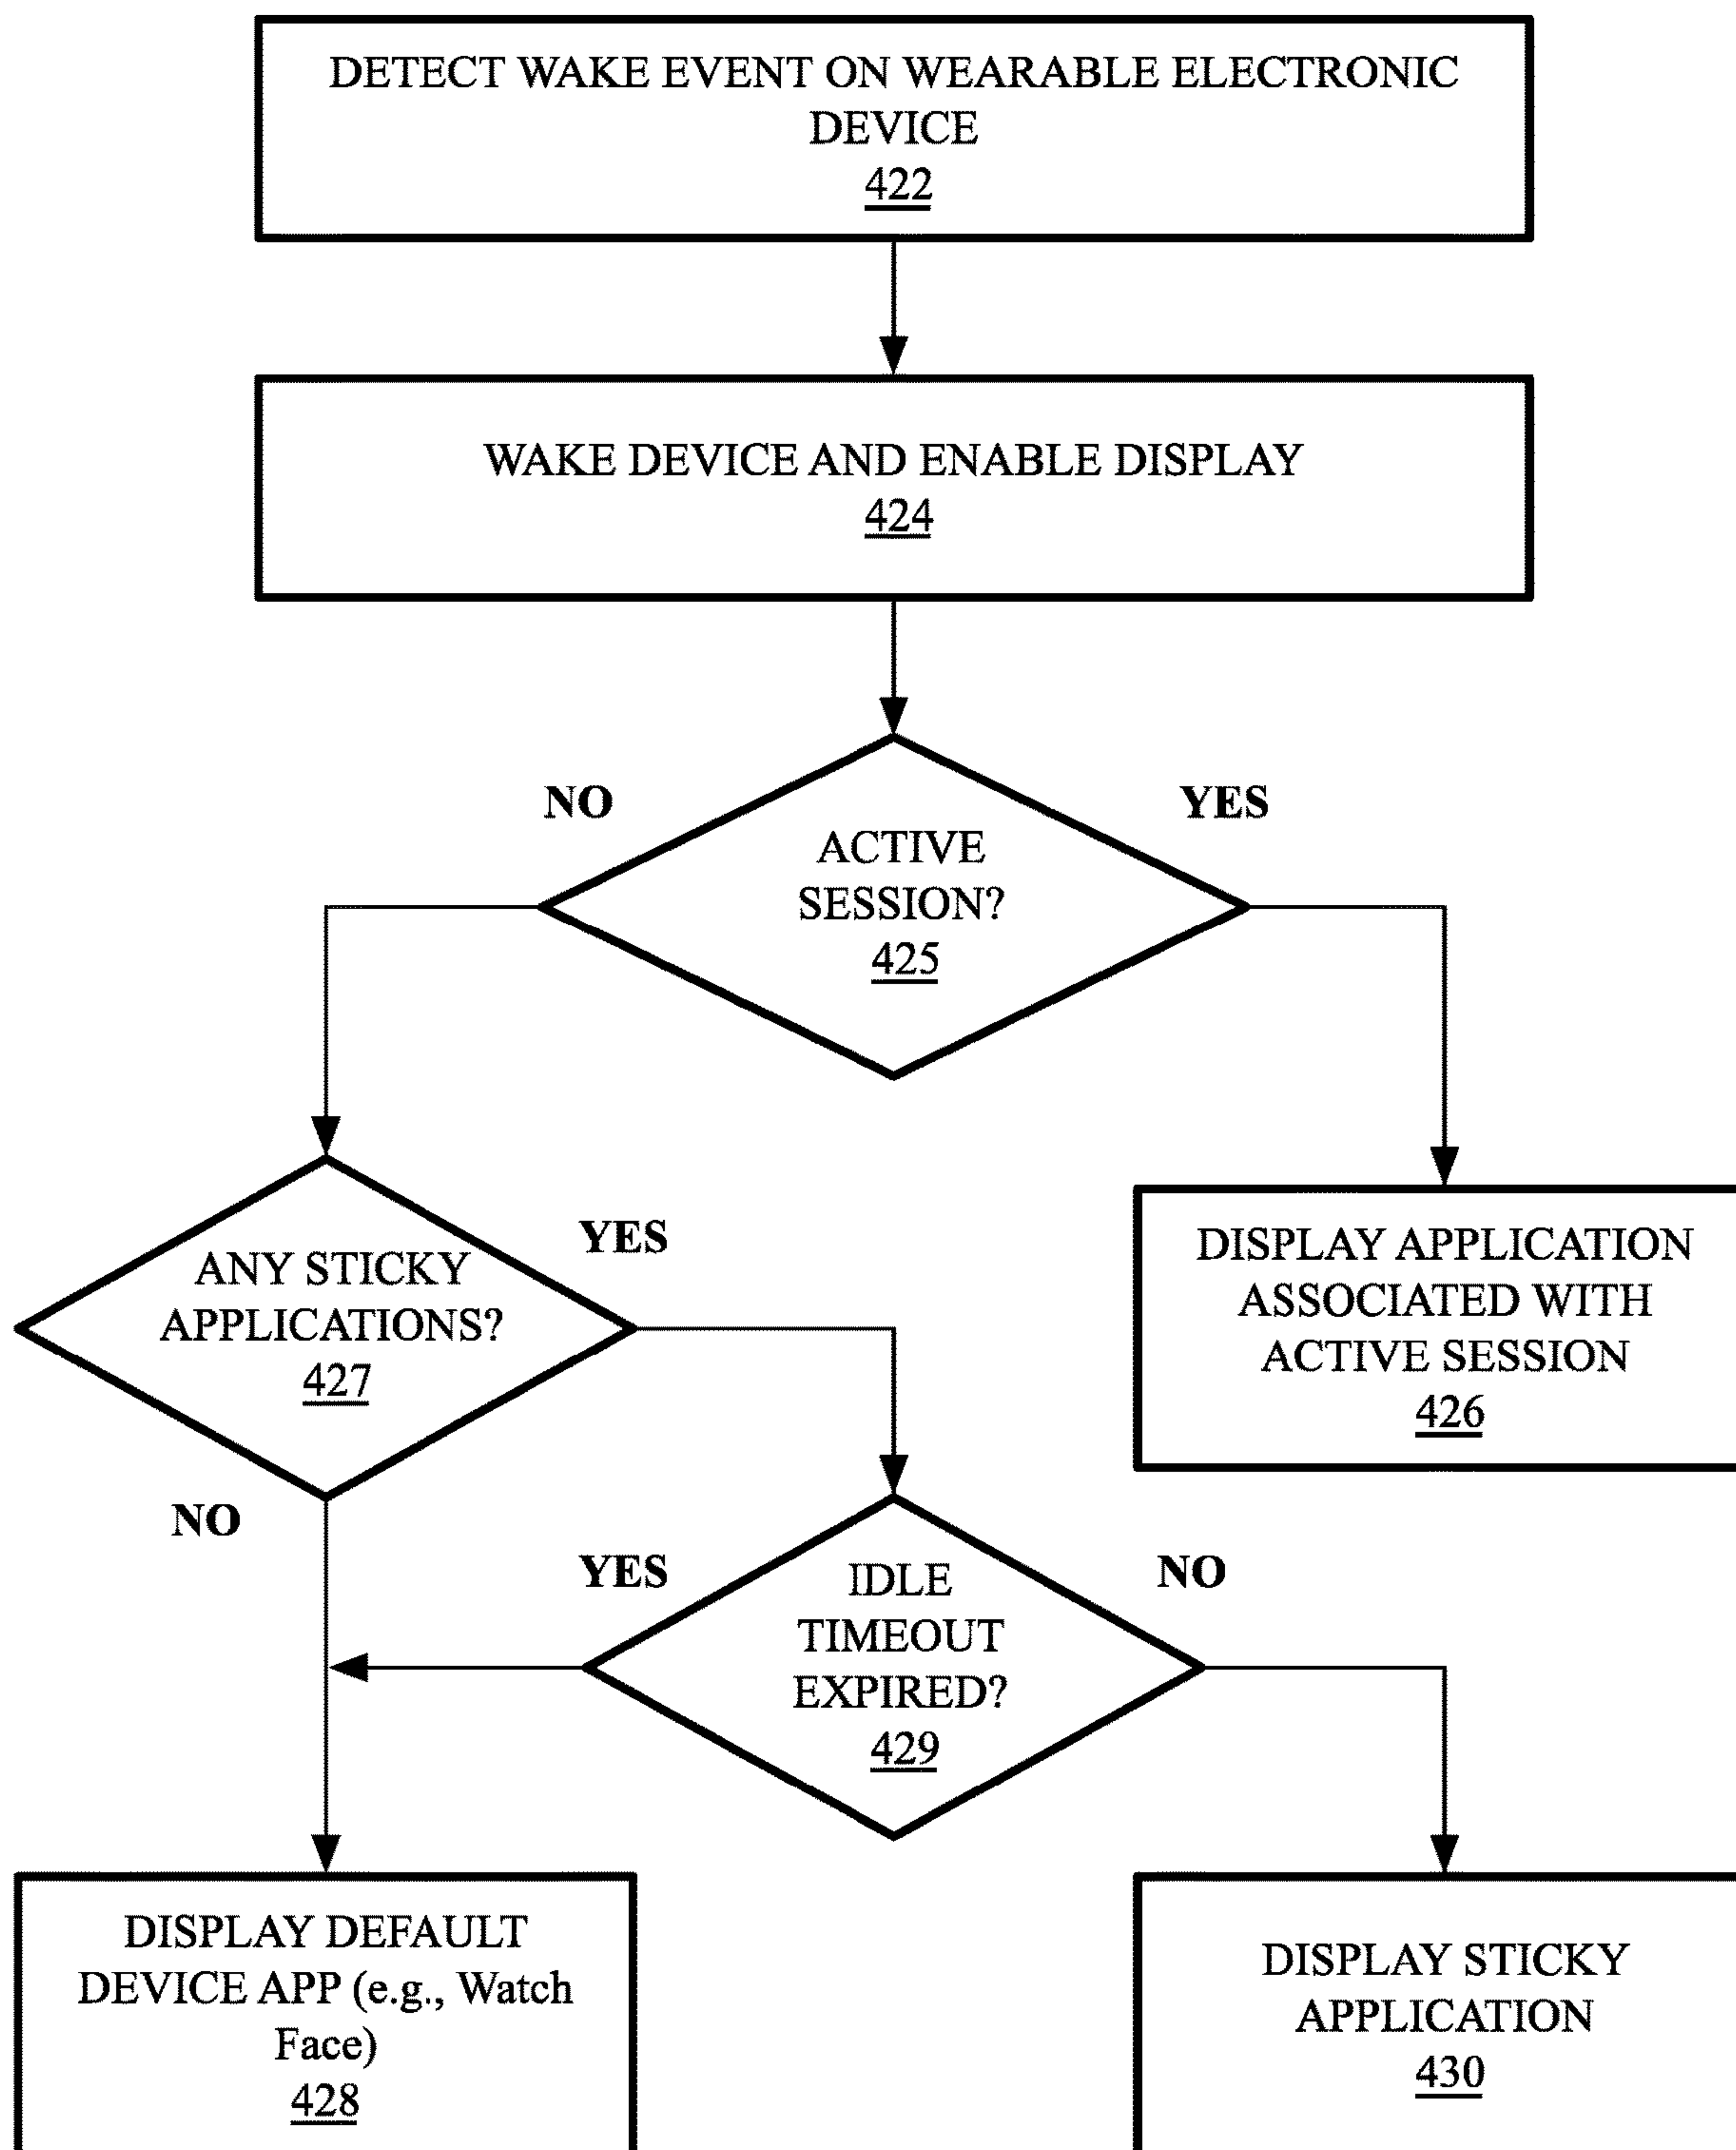 DETECT WAKE EVENT ON WEARABLE ELECTRONIC
DEVICE
422
WAKE DEVICE AND ENABLE DISPLAY
424
NO
YES
ACTIVE
SESSION?
425
ANY STICKY
APPLICATIONS?
427
YES
DISPLAY APPLICATION
ASSOCIATED WITH
ACTIVE SESSION
426
NO
YES
NO
IDLE
TIMEOUT
EXPIRED?
429
DISPLAY DEFAULT
DEVICE APP (e.g., Watch
Face)
428
DISPLAY STICKY
APPLICATION
430